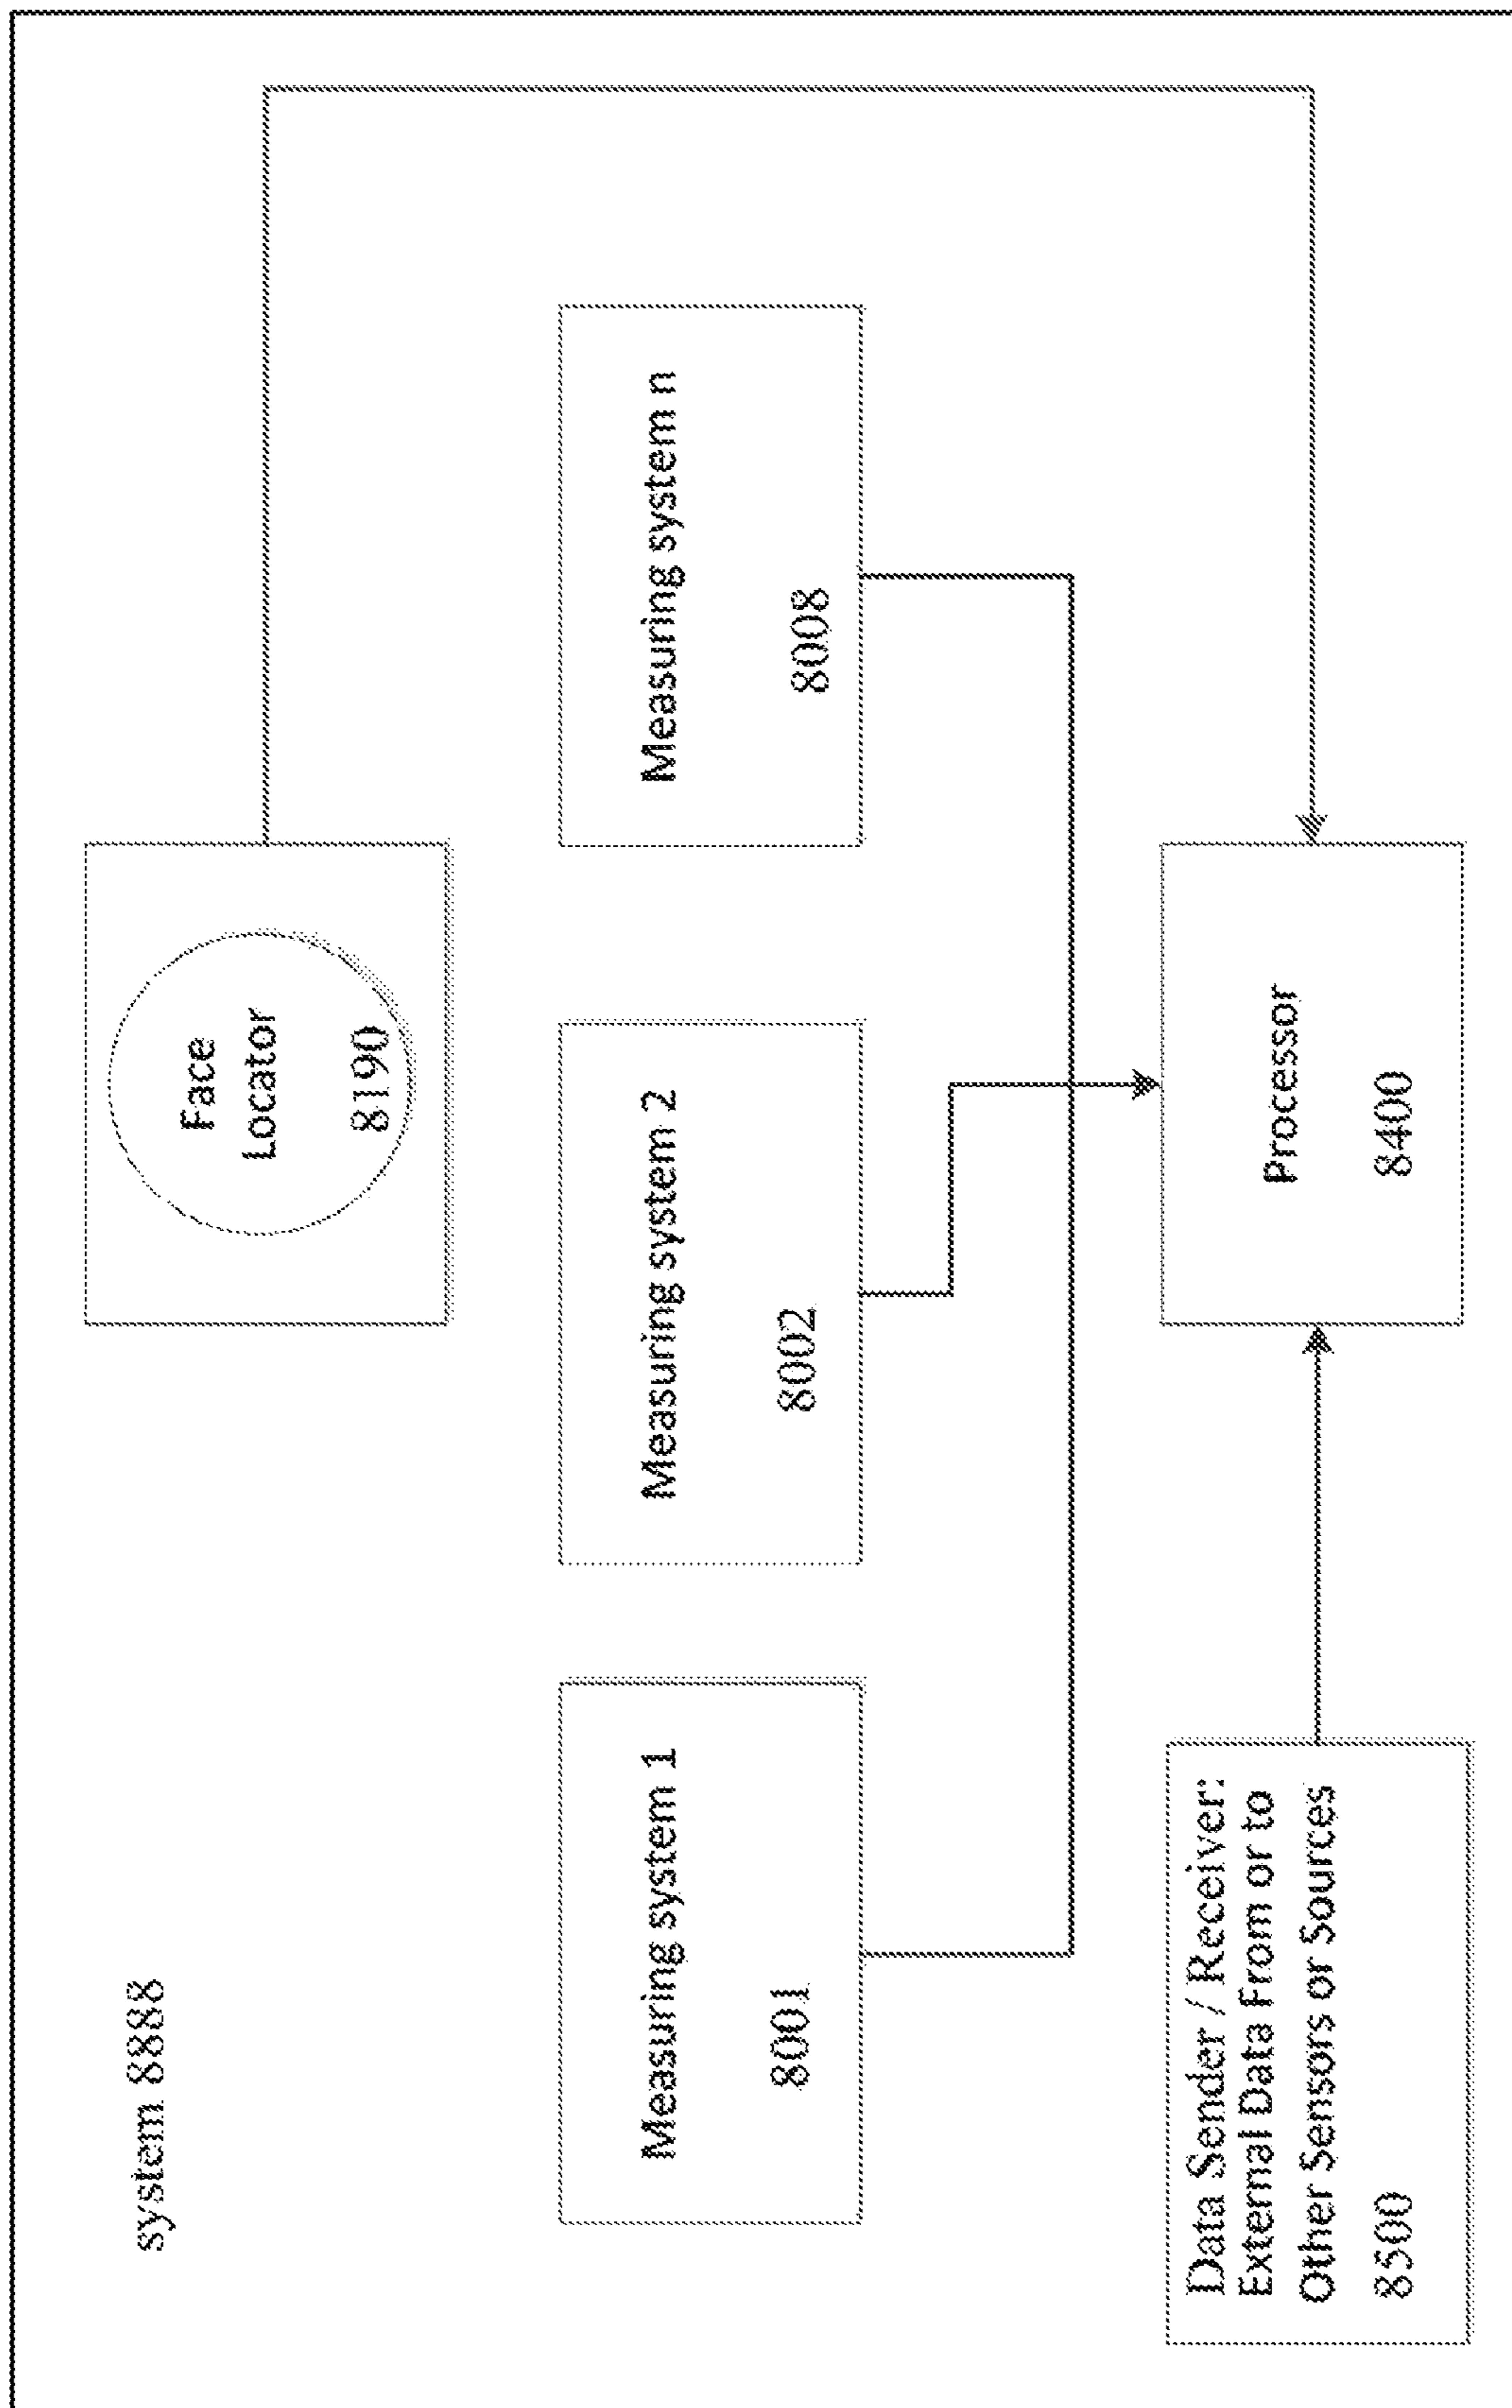 system 8888
Face
Locator
8190
Measuring system 1
8001
Measuring system 2
8002
Measuring system n
8008
Data Sender / Receiver:
External Data From or to
Other Sensors or Sources
8500
Processor
8400